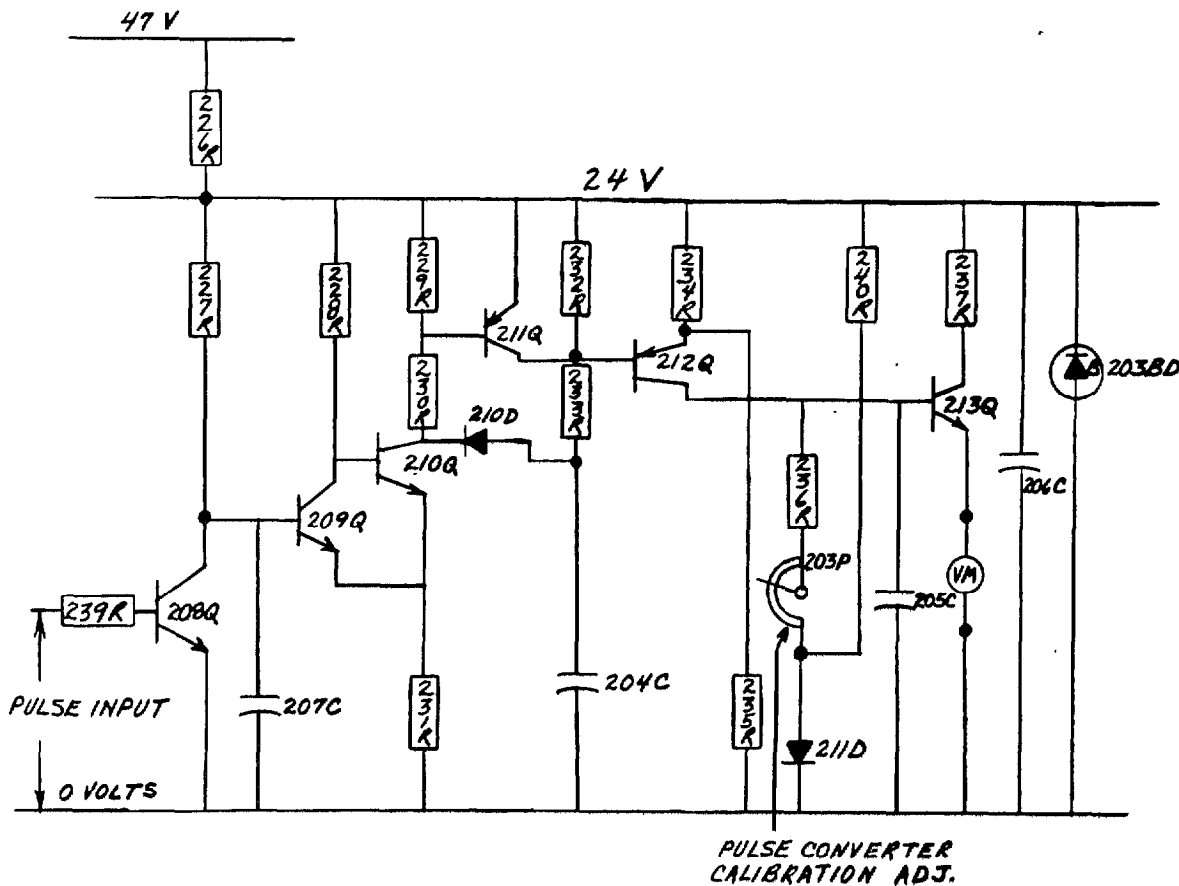 47 V
226R
24 V
227R
228R
229R
232R
234R
240R
237R
211Q
212Q
B 203BD
213Q
230R
233R
210D
210Q
236R
206C
209Q
203P
VM
239R
208Q
205C
PULSE INPUT
207C
231R
204C
235R
211D
0 VOLTS
PULSE CONVERTER
CALIBRATION ADJ.